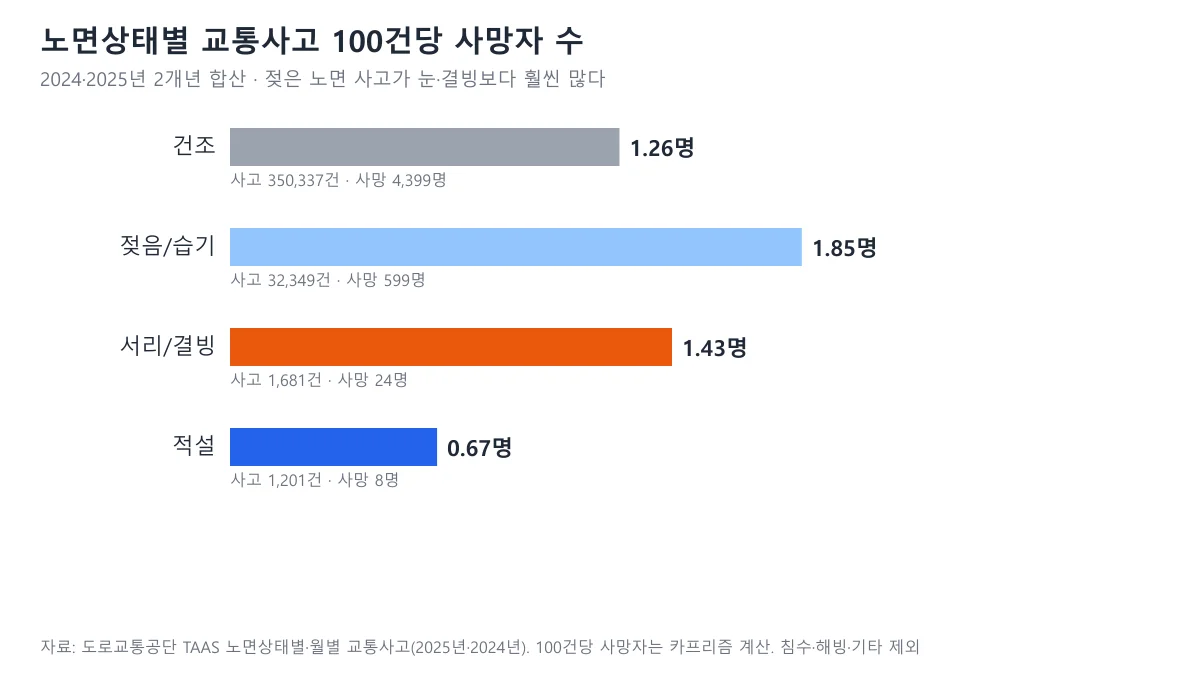 노면상태별 교통사고 100건당 사망자 수
2024·2025년 2개년 합산 · 젖은 노면 사고가 눈·결빙보다 훨씬 많다
건조
1.26명
사고 350,337건 · 사망 4,399명
젖음/습기
1.85명
사고 32,349건 · 사망 599명
서리/결빙
1.43명
사고 1,681건 · 사망 24명
적설
0.67명
사고 1,201건 · 사망 8명
자료: 도로교통공단 TAAS 노면상태별·월별 교통사고(2025년·2024년). 100건당 사망자는 카프리즘 계산. 침수·해빙·기타 제외